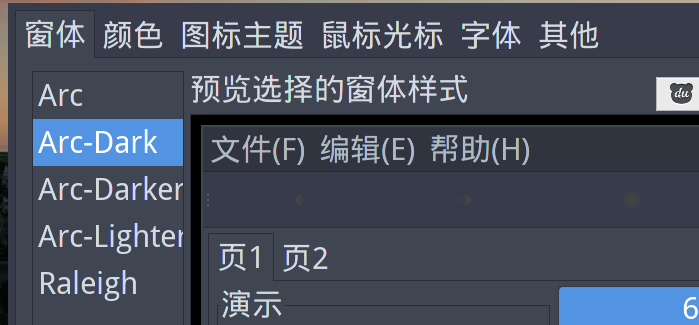 窗体 颜色 图标主题 鼠标光标 字体 其他
预览选择的窗体样式
du
Arc
Arc-Dark
Arc-Darker
Arc-Lighter
Raleigh
文件(F) 编辑(E) 帮助(H)
页1 页2
演示
6